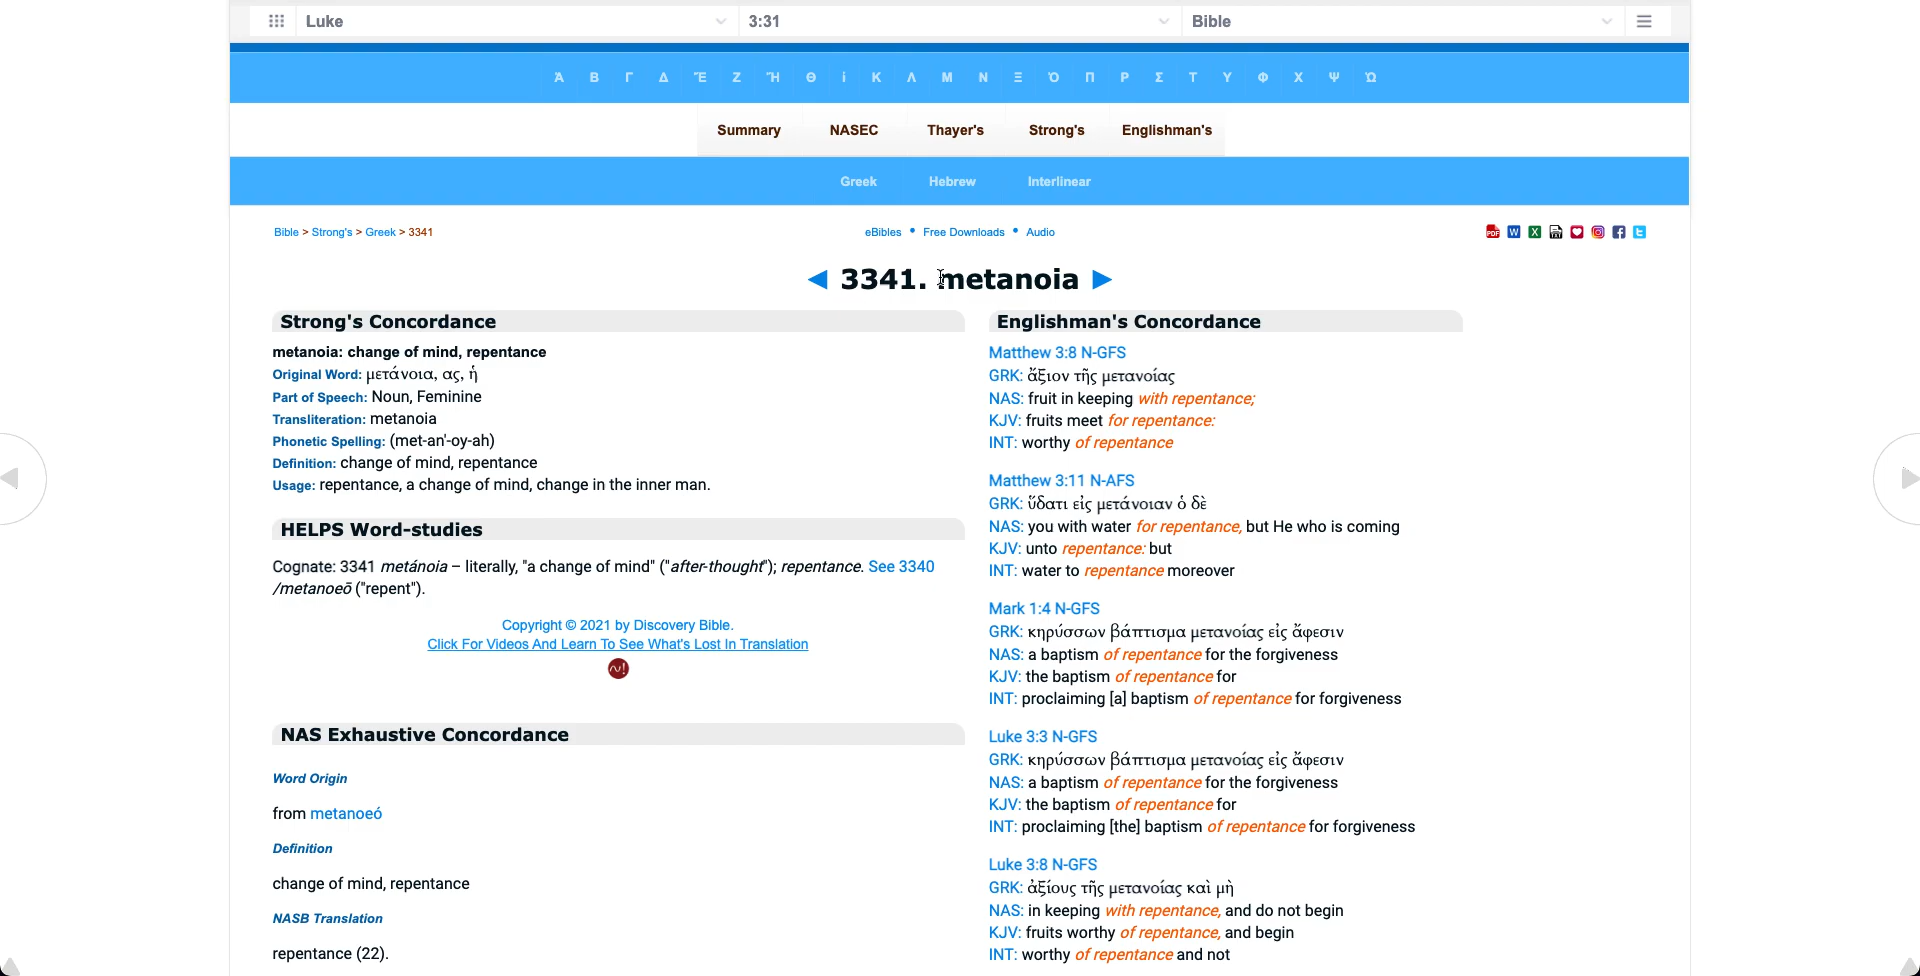 Luke 3:31 Bible
Ἀ Β Γ Δ Ἔ Ζ Ἤ Θ ἰ Κ Λ Μ Ν Ξ Ὀ Π Ρ Σ Τ Υ Φ Χ Ψ Ὠ
Summary NASEC Thayer's Strong's Englishman's
Greek Hebrew Interlinear
Bible > Strong's > Greek > 3341
eBibles • Free Downloads • Audio
◄ 3341. metanoia ►
Strong's Concordance
metanoia: change of mind, repentance
Original Word: μετάνοια, ας, ἡ
Part of Speech: Noun, Feminine
Transliteration: metanoia
Phonetic Spelling: (met-an'-oy-ah)
Definition: change of mind, repentance
Usage: repentance, a change of mind, change in the inner man.
HELPS Word-studies
Cognate: 3341 metánoia – literally, "a change of mind" ("after-thought"); repentance. See 3340
/metanoeō ("repent").
Copyright © 2021 by Discovery Bible.
Click For Videos And Learn To See What's Lost In Translation
NAS Exhaustive Concordance
Word Origin
from metanoeó
Definition
change of mind, repentance
NASB Translation
repentance (22).
Englishman's Concordance
Matthew 3:8 N-GFS
GRK: ἄξιον τῆς μετανοίας
NAS: fruit in keeping with repentance;
KJV: fruits meet for repentance:
INT: worthy of repentance
Matthew 3:11 N-AFS
GRK: ὕδατι εἰς μετάνοιαν ὁ δὲ
NAS: you with water for repentance, but He who is coming
KJV: unto repentance: but
INT: water to repentance moreover
Mark 1:4 N-GFS
GRK: κηρύσσων βάπτισμα μετανοίας εἰς ἄφεσιν
NAS: a baptism of repentance for the forgiveness
KJV: the baptism of repentance for
INT: proclaiming [a] baptism of repentance for forgiveness
Luke 3:3 N-GFS
GRK: κηρύσσων βάπτισμα μετανοίας εἰς ἄφεσιν
NAS: a baptism of repentance for the forgiveness
KJV: the baptism of repentance for
INT: proclaiming [the] baptism of repentance for forgiveness
Luke 3:8 N-GFS
GRK: ἀξίους τῆς μετανοίας καὶ μὴ
NAS: in keeping with repentance, and do not begin
KJV: fruits worthy of repentance, and begin
INT: worthy of repentance and not